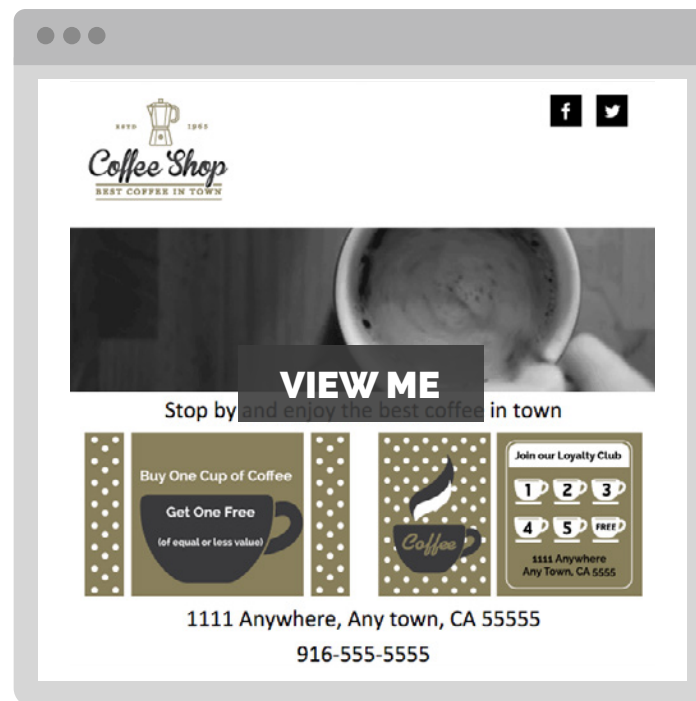 ESTD 1965
Coffee Shop
BEST COFFEE IN TOWN
f
VIEW ME
Stop by and enjoy the best coffee in town
Buy One Cup of Coffee
Get One Free
(of equal or less value)
Coffee
Join our Loyalty Club
1 2 3
4 5 FREE
1111 Anywhere
Any Town, CA 5555
1111 Anywhere, Any town, CA 55555
916-555-5555